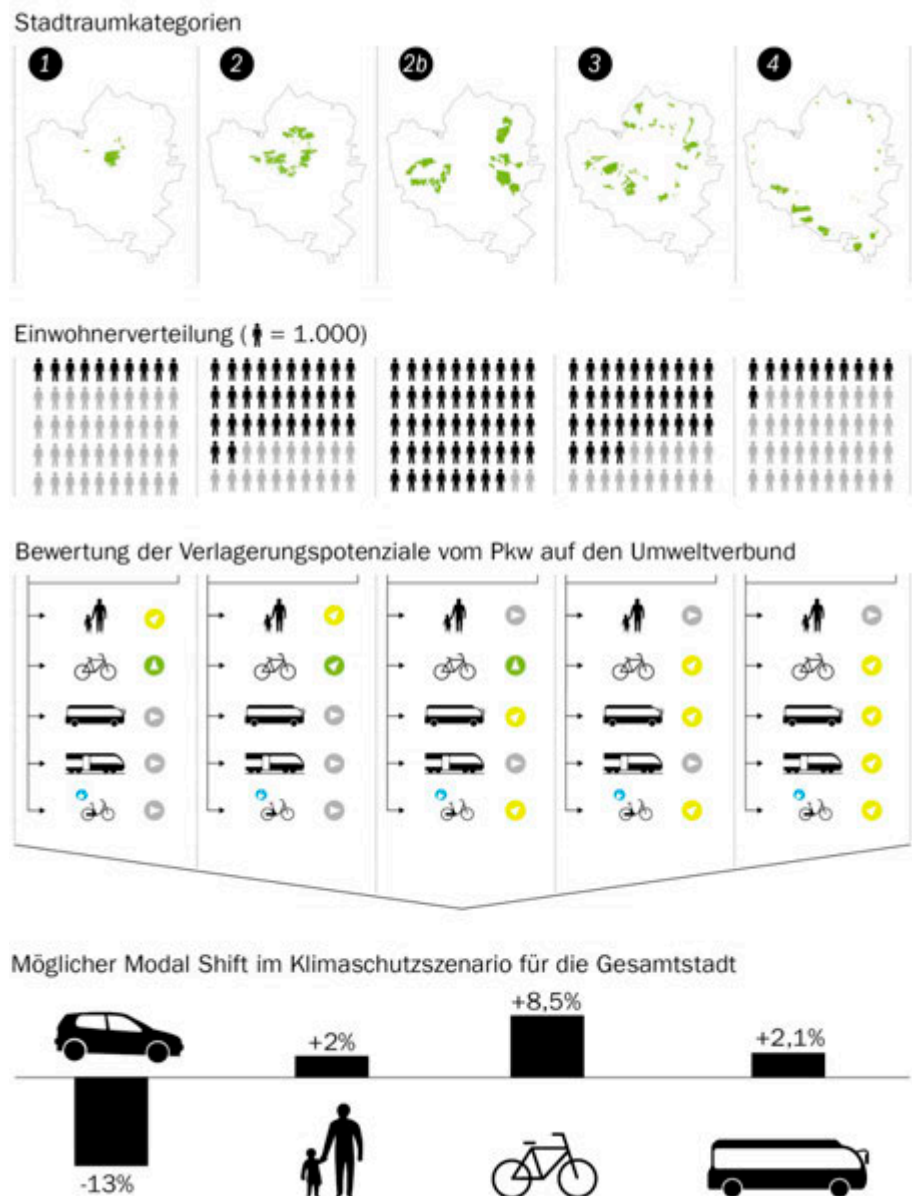 Stadtraumkategorien
1 2 2b 3 4
Einwohnerverteilung ( = 1.000)
Bewertung der Verlagerungspotenziale vom Pkw auf den Umweltverbund
Möglicher Modal Shift im Klimaschutzszenario für die Gesamtstadt
+8,5%
+2% +2,1%
-13%